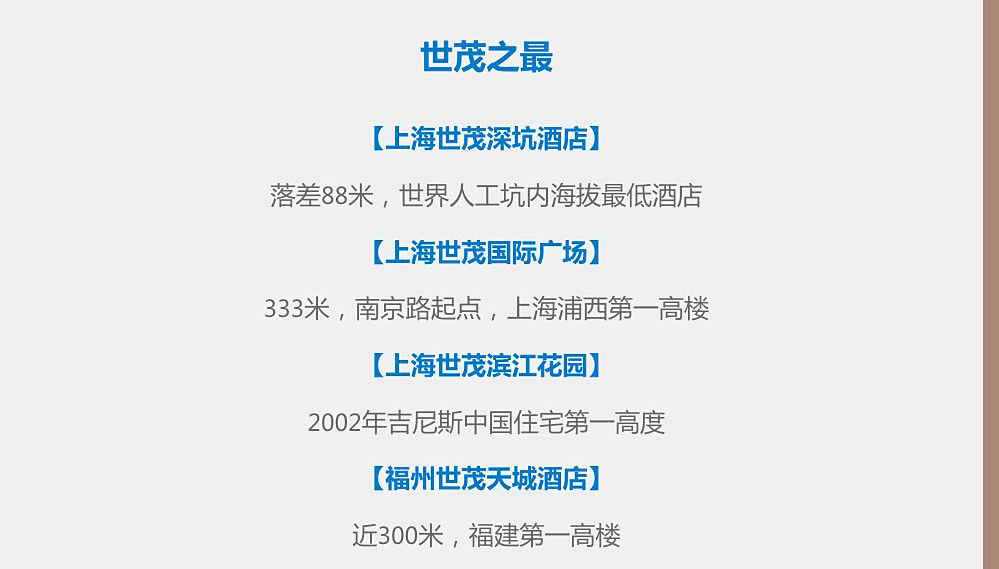 世茂之最
【上海世茂深坑酒店】
落差88米，世界人工坑内海拔最低酒店
【上海世茂国际广场】
333米，南京路起点，上海浦西第一高楼
【上海世茂滨江花园】
2002年吉尼斯中国住宅第一高度
【福州世茂天城酒店】
近300米，福建第一高楼